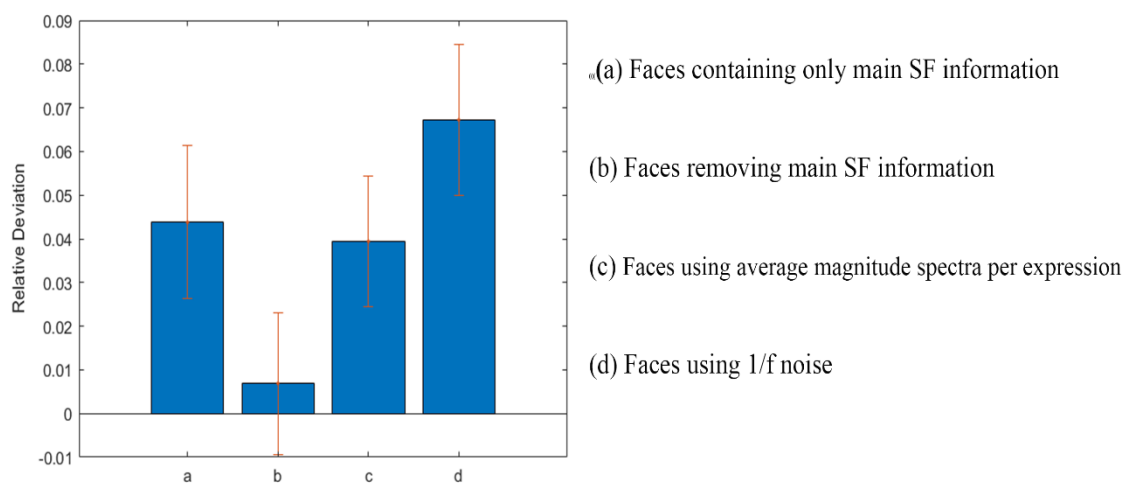 0.09
0.08
0.07
0.06
0.05
0.04
0.03
0.02
0.01
0
-0.01
Relative Deviation
a b c d
(a) Faces containing only main SF information
(b) Faces removing main SF information
(c) Faces using average magnitude spectra per expression
(d) Faces using 1/f noise